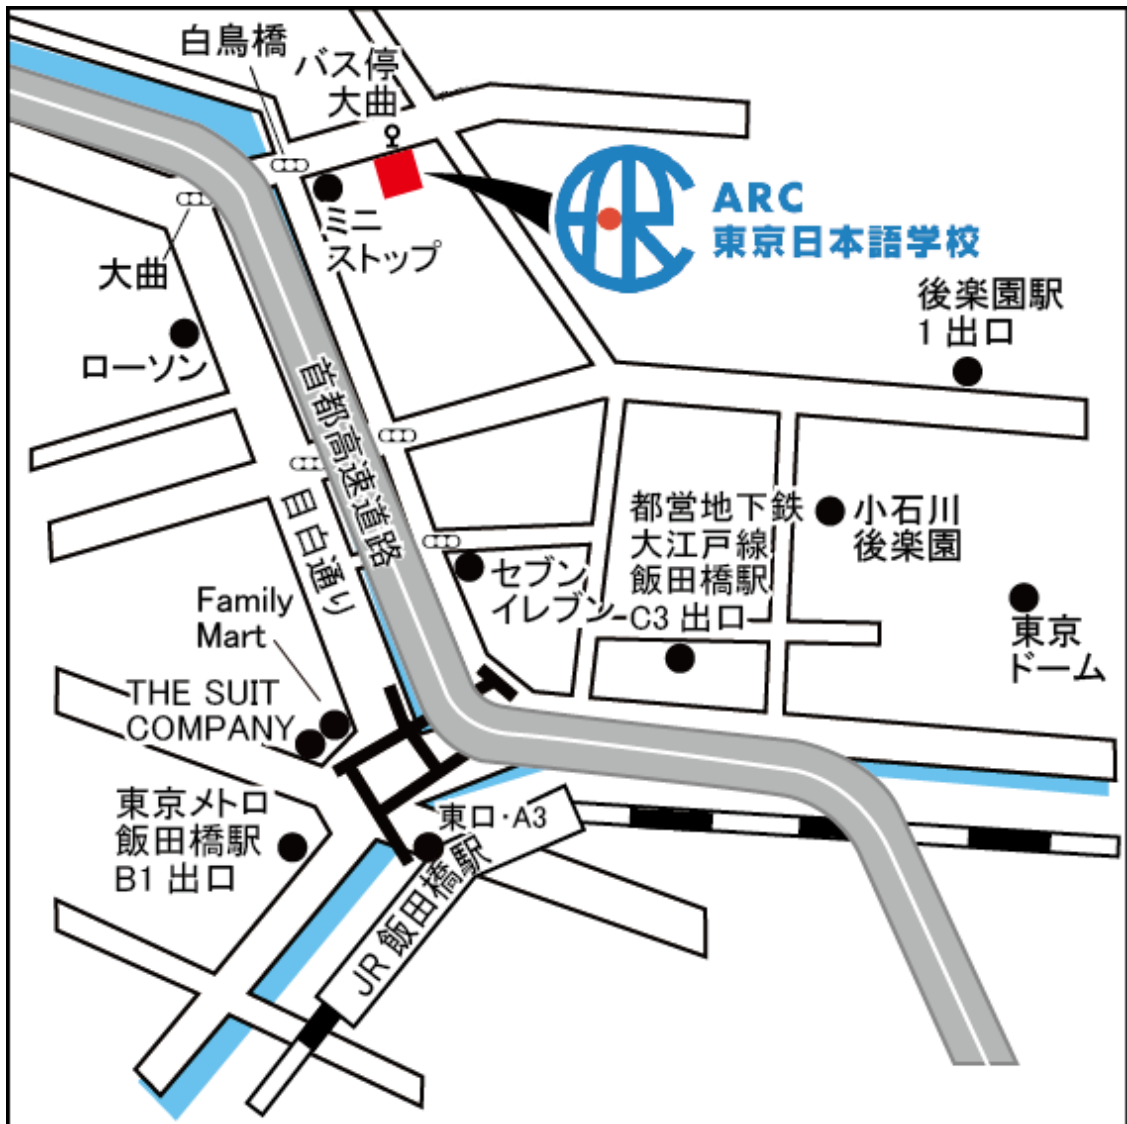 白鳥橋
バス停
大曲
ARC
東京日本語学校
ミニ
ストップ
大曲
後楽園駅
1 出口
ローソン
首都高速道路
目白通り
都営地下鉄
大江戸線
飯田橋駅
C3 出口
小石川
後楽園
セブン
イレブン
Family
Mart
東京
ドーム
THE SUIT
COMPANY
東京メトロ
飯田橋駅
B1 出口
東口・A3
JR 飯田橋駅